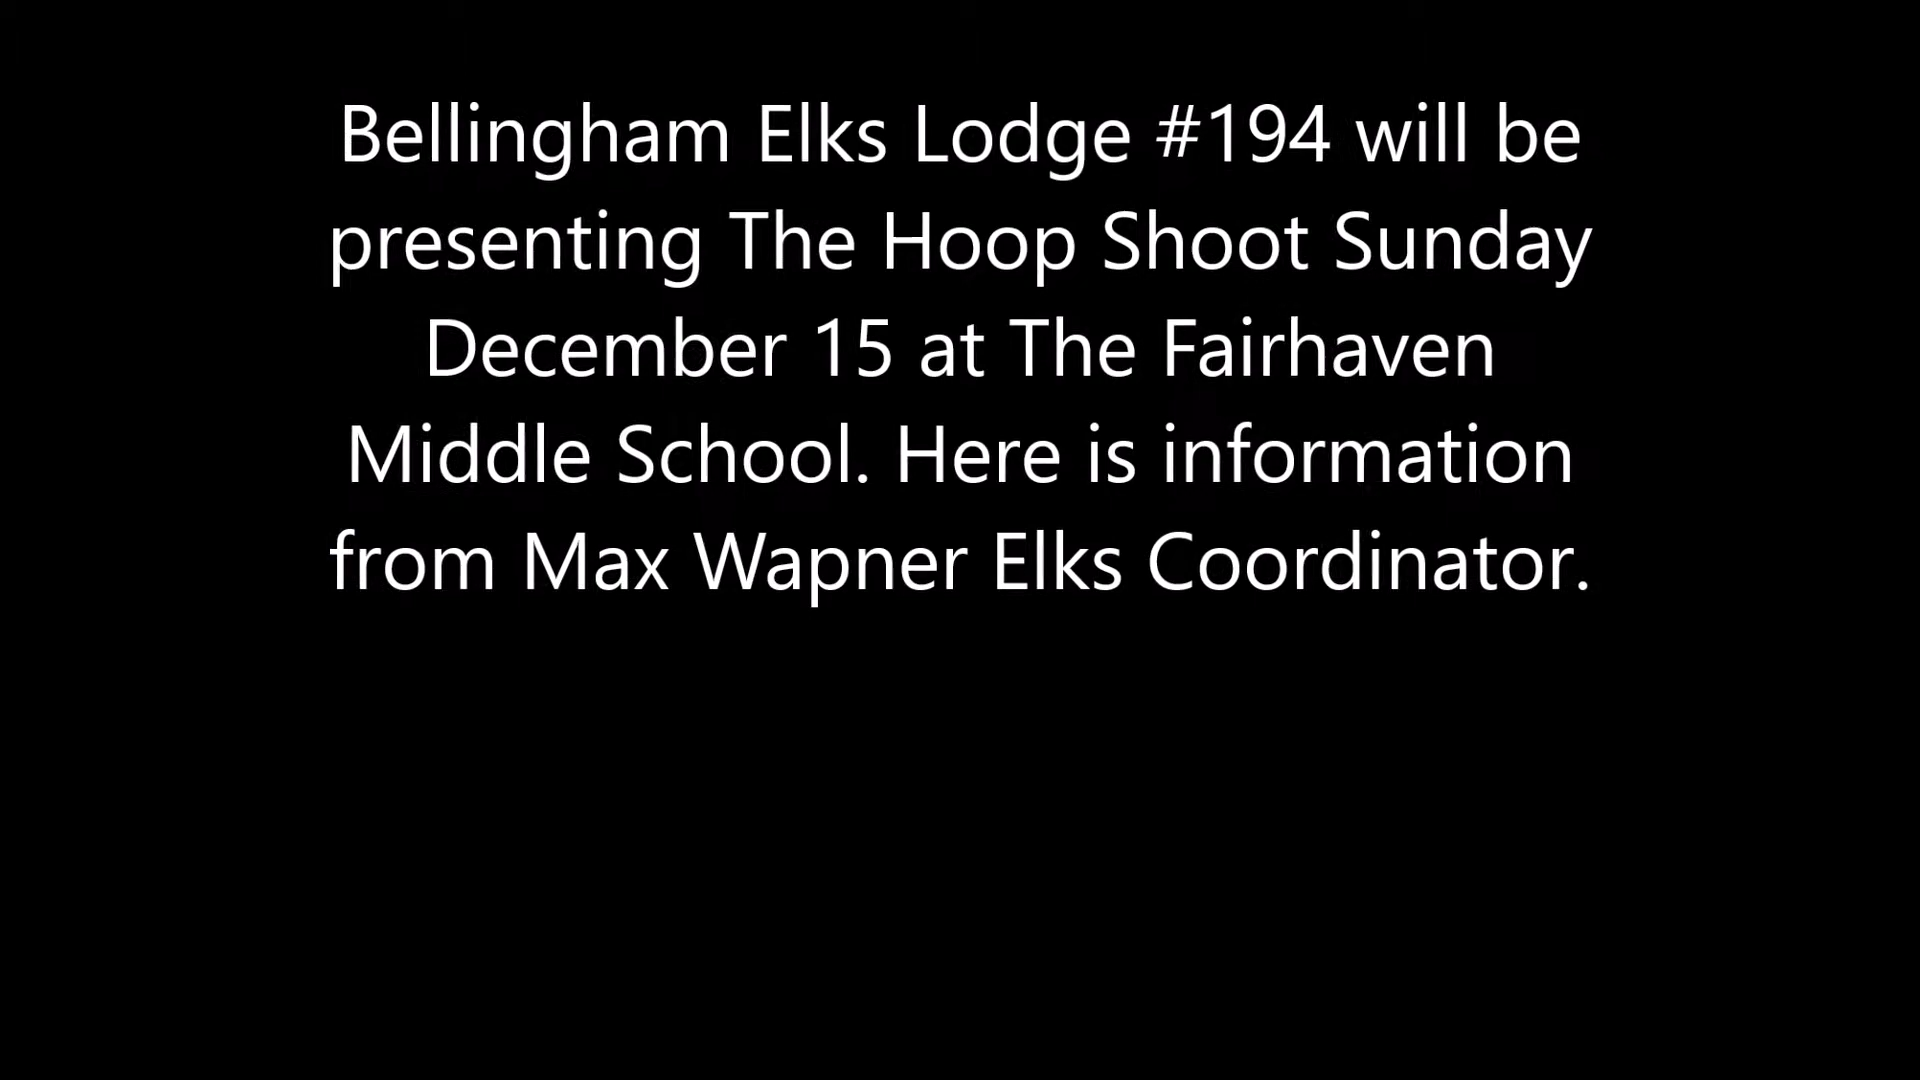 Bellingham Elks Lodge #194 will be
presenting The Hoop Shoot Sunday
December 15 at The Fairhaven
Middle School. Here is information
from Max Wapner Elks Coordinator.